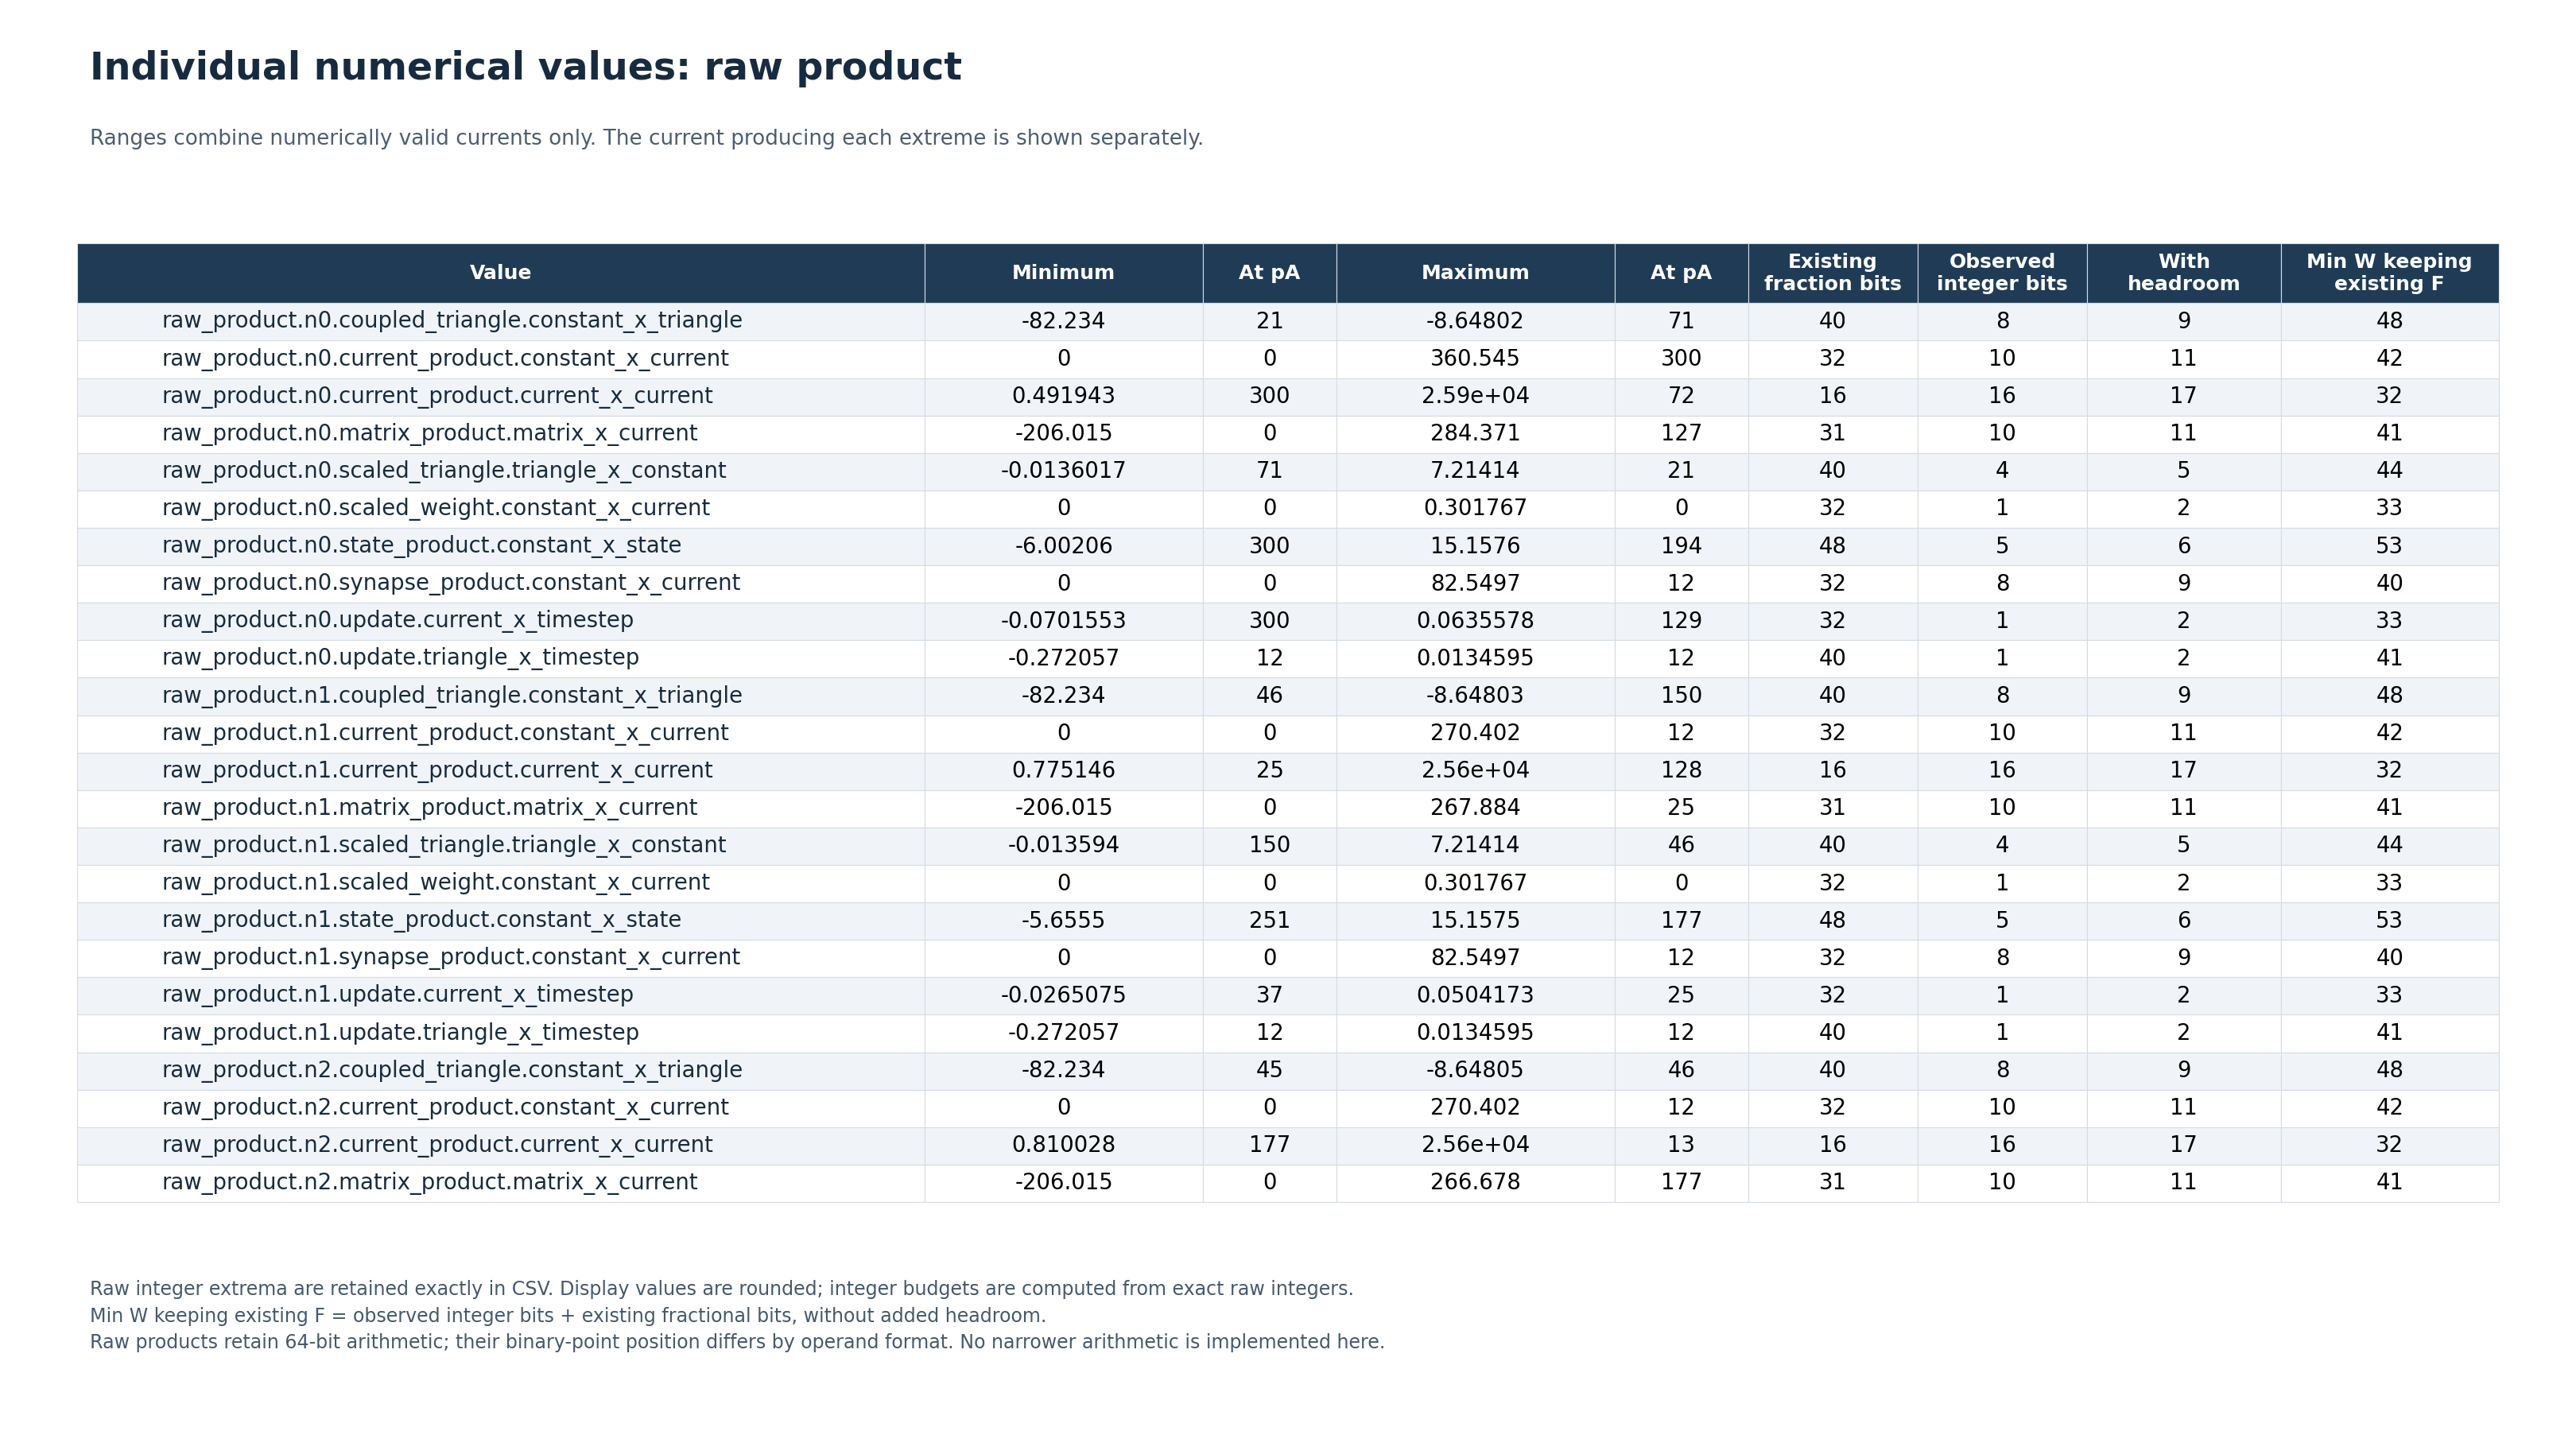 Individual numerical values: raw product
Ranges combine numerically valid currents only. The current producing each extreme is shown separately.
Value Minimum At pA Maximum At pA Existing fraction bits Observed integer bits With headroom Min W keeping existing F
raw_product.n0.coupled_triangle.constant_x_triangle -82.234 21 -8.64802 71 40 8 9 48
raw_product.n0.current_product.constant_x_current 0 0 360.545 300 32 10 11 42
raw_product.n0.current_product.current_x_current 0.491943 300 2.59e+04 72 16 16 17 32
raw_product.n0.matrix_product.matrix_x_current -206.015 0 284.371 127 31 10 11 41
raw_product.n0.scaled_triangle.triangle_x_constant -0.0136017 71 7.21414 21 40 4 5 44
raw_product.n0.scaled_weight.constant_x_current 0 0 0.301767 0 32 1 2 33
raw_product.n0.state_product.constant_x_state -6.00206 300 15.1576 194 48 5 6 53
raw_product.n0.synapse_product.constant_x_current 0 0 82.5497 12 32 8 9 40
raw_product.n0.update.current_x_timestep -0.0701553 300 0.0635578 129 32 1 2 33
raw_product.n0.update.triangle_x_timestep -0.272057 12 0.0134595 12 40 1 2 41
raw_product.n1.coupled_triangle.constant_x_triangle -82.234 46 -8.64803 150 40 8 9 48
raw_product.n1.current_product.constant_x_current 0 0 270.402 12 32 10 11 42
raw_product.n1.current_product.current_x_current 0.775146 25 2.56e+04 128 16 16 17 32
raw_product.n1.matrix_product.matrix_x_current -206.015 0 267.884 25 31 10 11 41
raw_product.n1.scaled_triangle.triangle_x_constant -0.013594 150 7.21414 46 40 4 5 44
raw_product.n1.scaled_weight.constant_x_current 0 0 0.301767 0 32 1 2 33
raw_product.n1.state_product.constant_x_state -5.6555 251 15.1575 177 48 5 6 53
raw_product.n1.synapse_product.constant_x_current 0 0 82.5497 12 32 8 9 40
raw_product.n1.update.current_x_timestep -0.0265075 37 0.0504173 25 32 1 2 33
raw_product.n1.update.triangle_x_timestep -0.272057 12 0.0134595 12 40 1 2 41
raw_product.n2.coupled_triangle.constant_x_triangle -82.234 45 -8.64805 46 40 8 9 48
raw_product.n2.current_product.constant_x_current 0 0 270.402 12 32 10 11 42
raw_product.n2.current_product.current_x_current 0.810028 177 2.56e+04 13 16 16 17 32
raw_product.n2.matrix_product.matrix_x_current -206.015 0 266.678 177 31 10 11 41
Raw integer extrema are retained exactly in CSV. Display values are rounded; integer budgets are computed from exact raw integers.
Min W keeping existing F = observed integer bits + existing fractional bits, without added headroom.
Raw products retain 64-bit arithmetic; their binary-point position differs by operand format. No narrower arithmetic is implemented here.